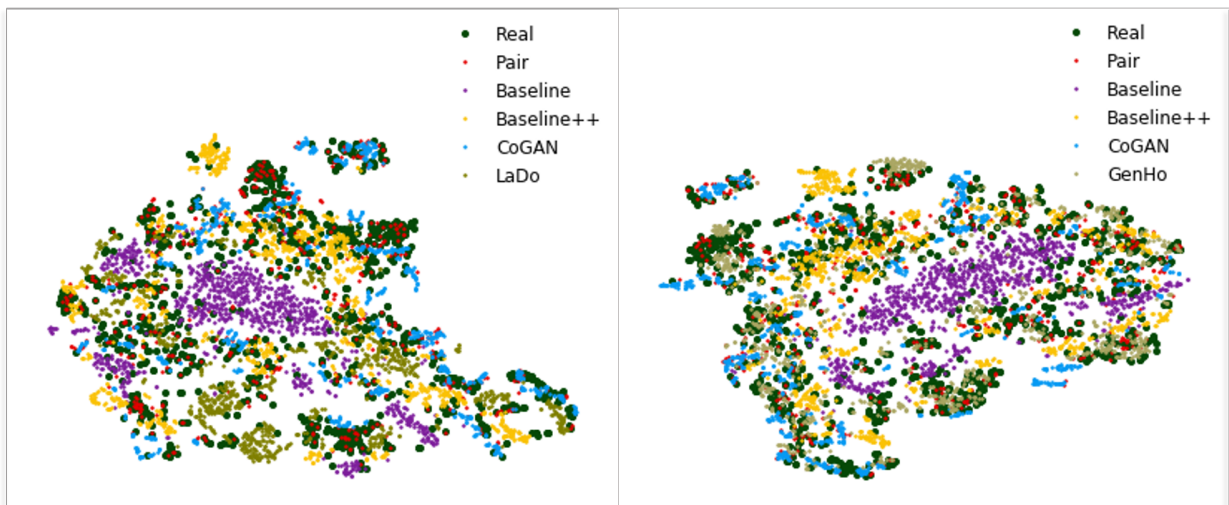 Real
Pair
Baseline
Baseline++
CoGAN
LaDo
Real
Pair
Baseline
Baseline++
CoGAN
GenHo